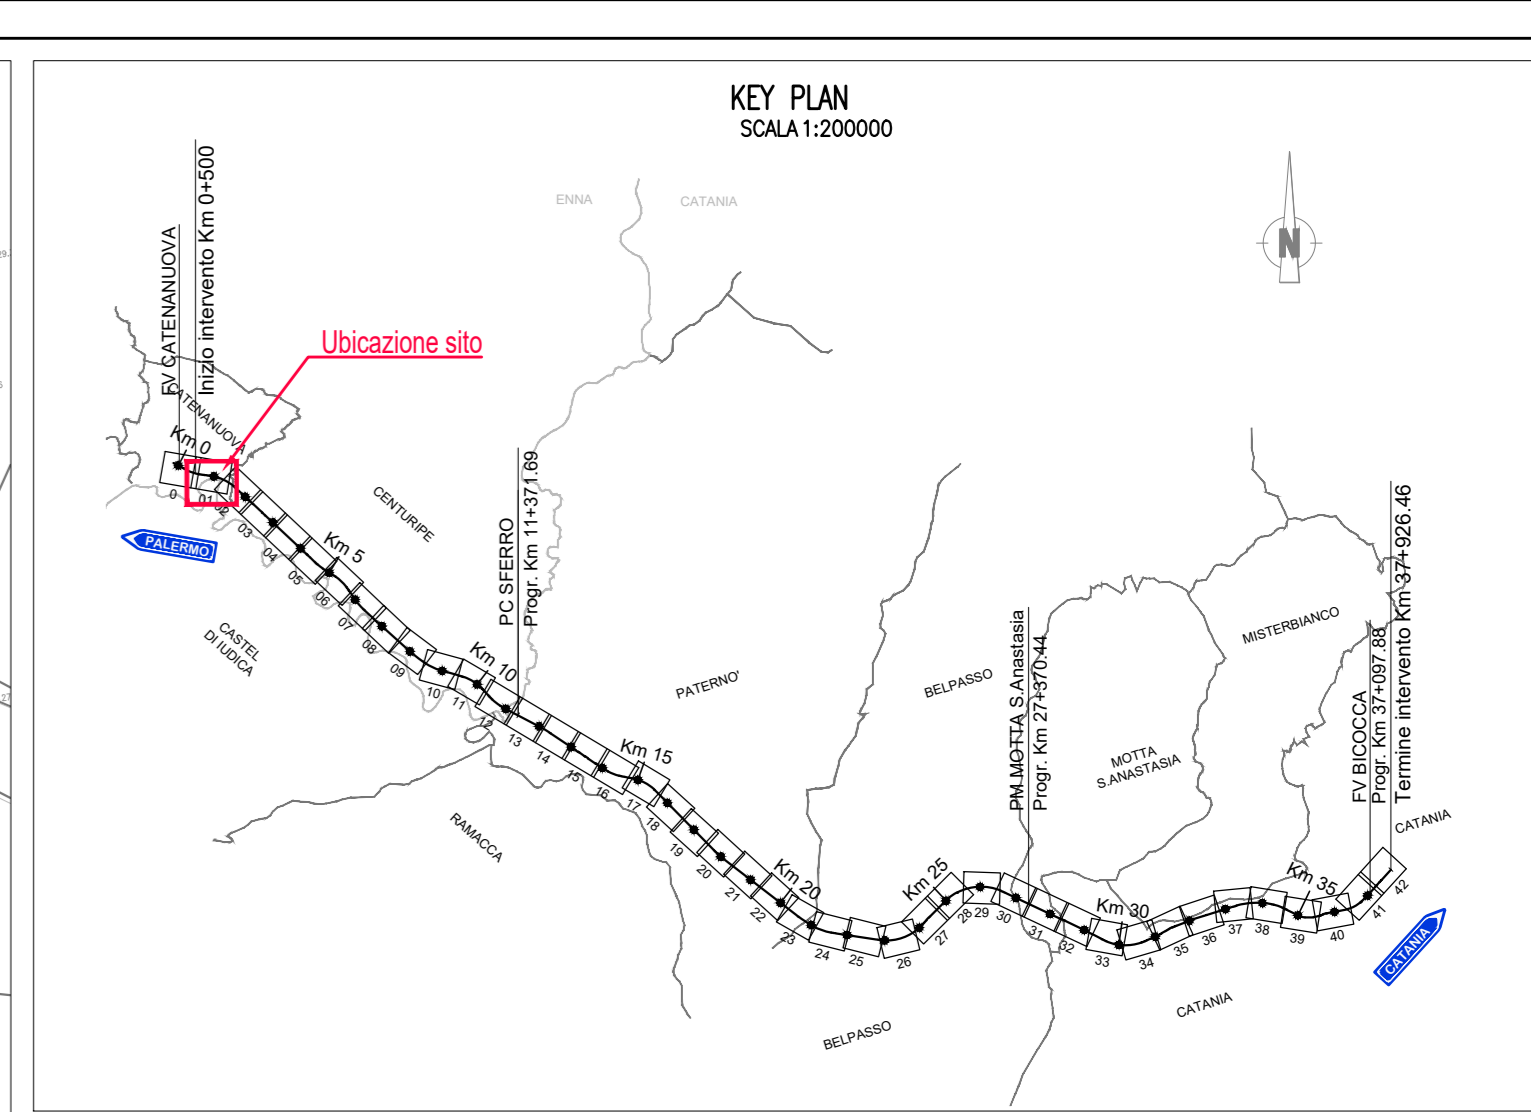 KEY PLAN
SCALA 1:200000
ENNA
CATANIA
N
FV CATENANUOVA
Inizio intervento Km 0+500
Ubicazione sito
CATENANUOVA
Km 0
0
01
02
03
04
05
06
07
08
09
10
11
12
13
14
15
16
17
18
19
20
21
22
23
24
25
26
27
28
29
30
31
32
33
34
35
36
37
38
39
40
41
42
PALERMO
Km 5
CENTURIPE
CASTEL
DI IUDICA
PC SFERRO
Progr. Km 11+371.69
Km 10
Km 15
RAMACCA
PATERNO'
Km 20
BELPASSO
Km 25
BELPASSO
PM MOTTA S.Anastasia
Progr. Km 27+370.44
Km 30
MOTTA
S.ANASTASIA
MISTERBIANCO
Km 35
FV BICOCCA
Progr. Km 37+097.88
Termine intervento Km 37+926.46
CATANIA
CATANIA
CATANIA